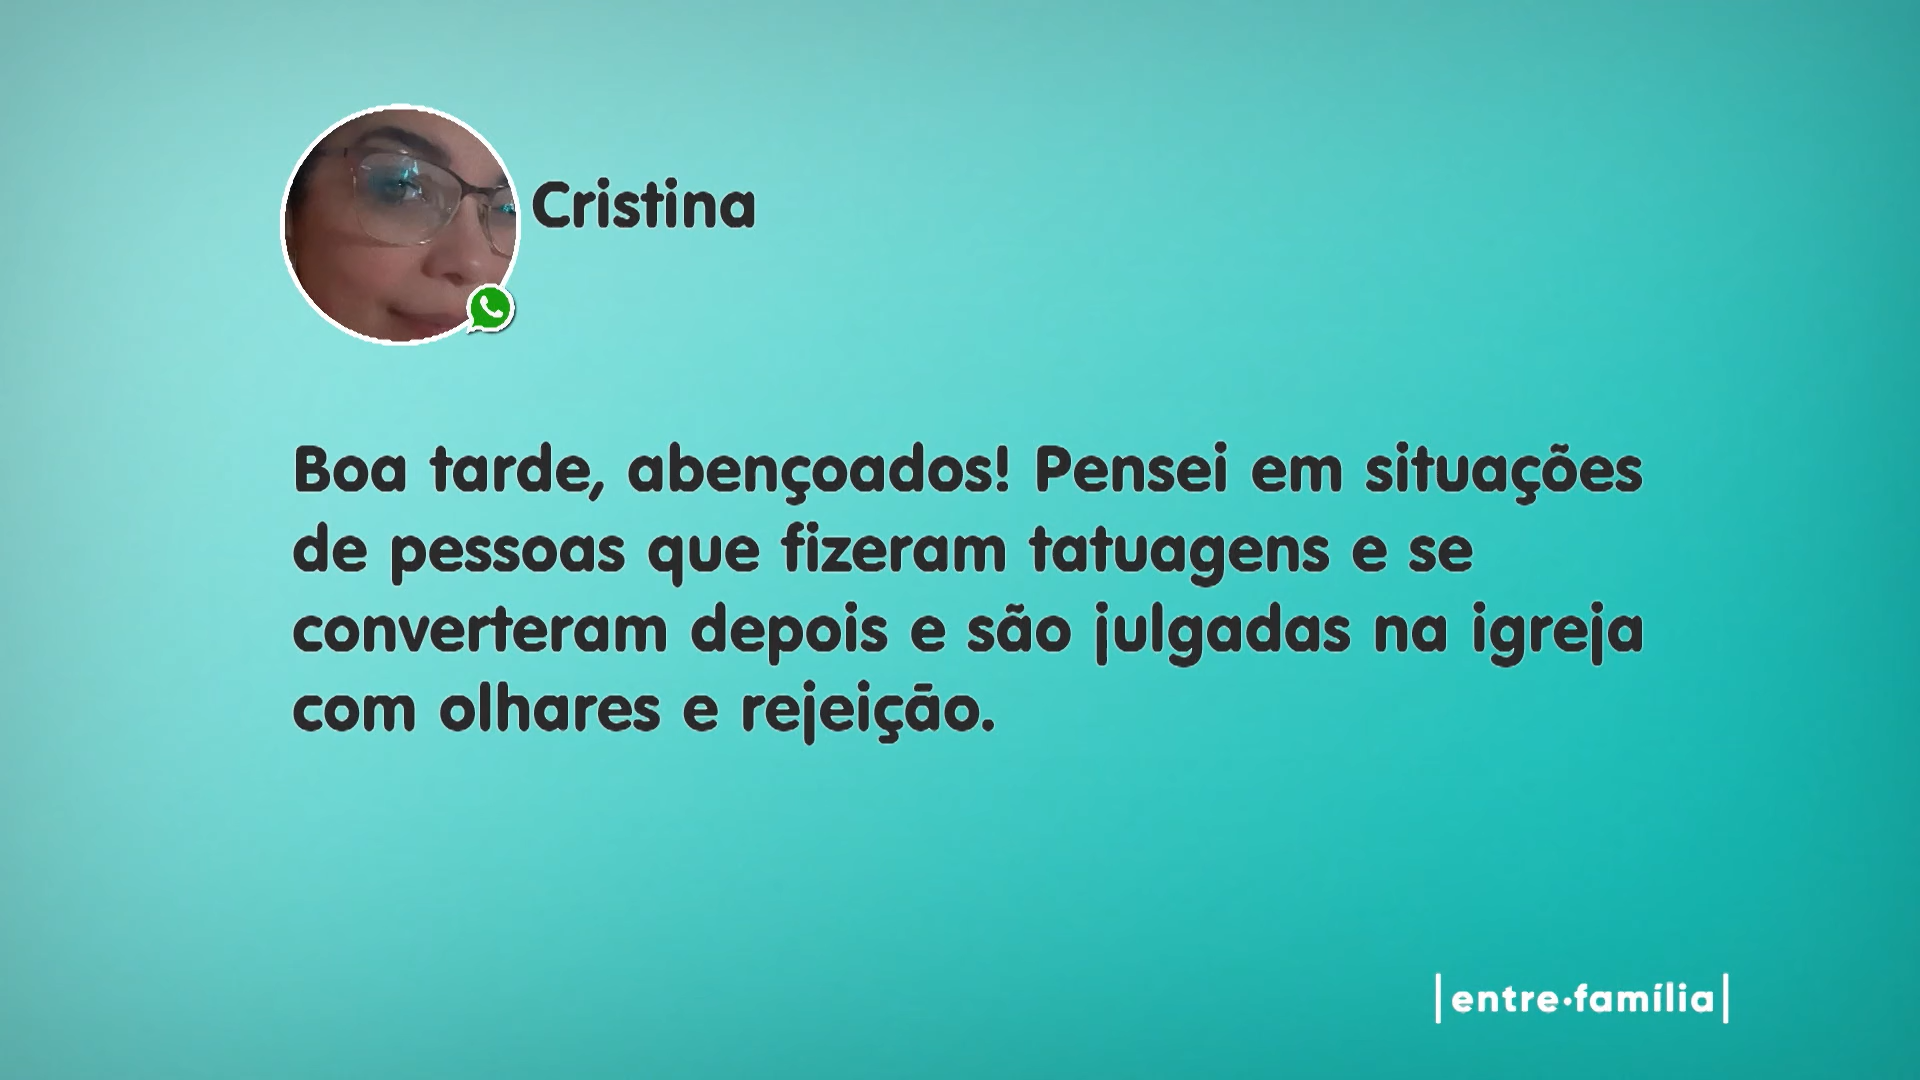 Cristina
Boa tarde, abençoados! Pensei em situações
de pessoas que fizeram tatuagens e se
converteram depois e são julgadas na igreja
com olhares e rejeição.
|entre•família|